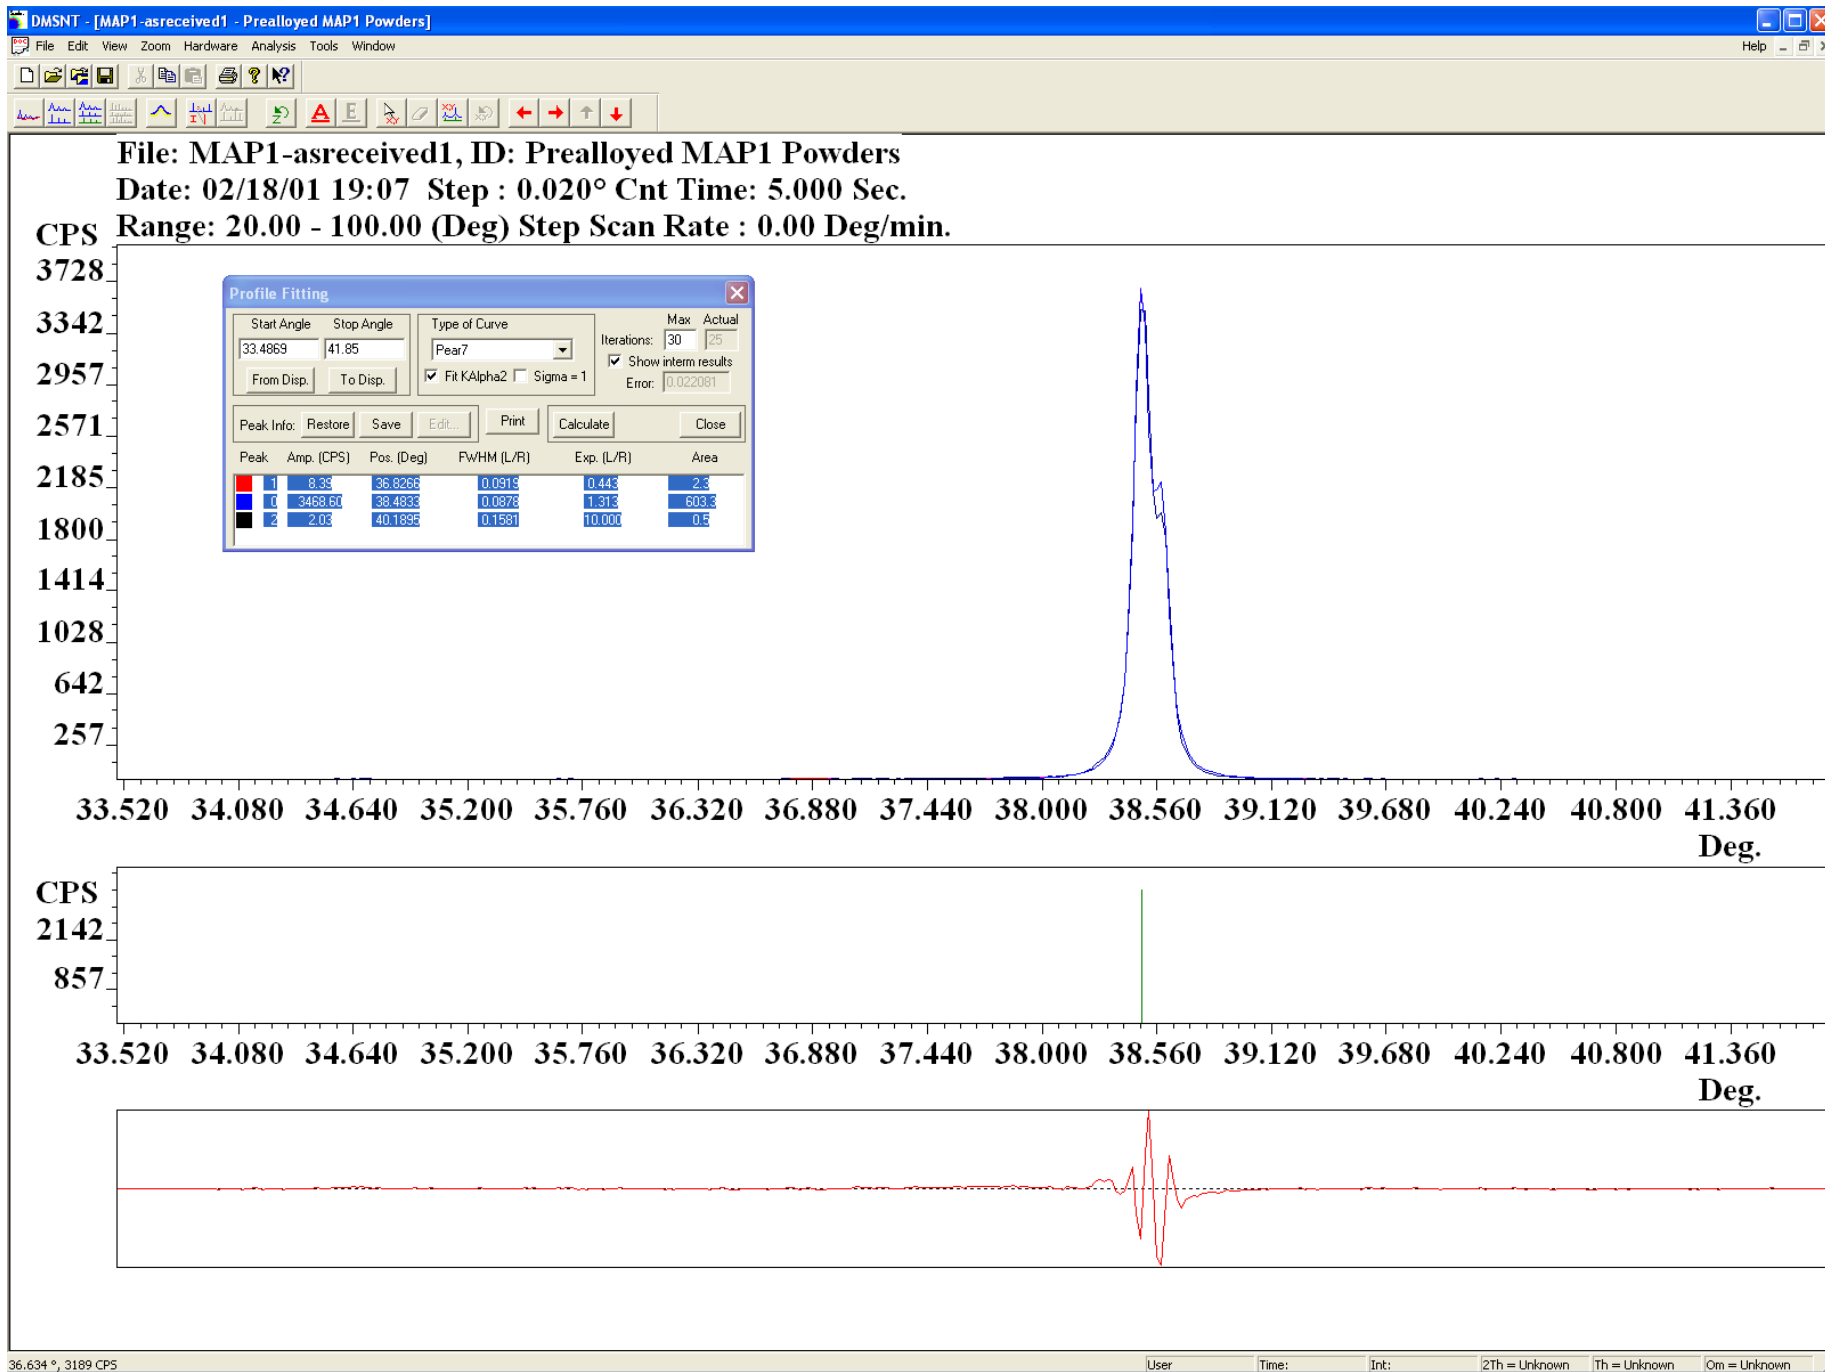 DMSNT - [MAP1-asreceived1 - Prealloyed MAP1 Powders]
File Edit View Zoom Hardware Analysis Tools Window Help
File: MAP1-asreceived1, ID: Prealloyed MAP1 Powders
Date: 02/18/01 19:07 Step : 0.020° Cnt Time: 5.000 Sec.
Range: 20.00 - 100.00 (Deg) Step Scan Rate : 0.00 Deg/min.
CPS
3728
3342
2957
2571
2185
1800
1414
1028
642
257
Profile Fitting
Start Angle Stop Angle
33.4869 41.85
From Disp. To Disp.
Type of Curve
Pear7
Fit KAlpha2 Sigma = 1
Max Actual
Iterations: 30 25
Show interm results
Error: 0.022081
Peak Info: Restore Save Edit... Print Calculate Close
Peak Amp. (CPS) Pos. (Deg) FWHM (L/R) Exp. (L/R) Area
1 8.39 36.8266 0.0919 0.443 2.3
0 3468.60 38.4833 0.0878 1.313 603.3
2 2.03 40.1895 0.1581 10.000 0.5
33.520 34.080 34.640 35.200 35.760 36.320 36.880 37.440 38.000 38.560 39.120 39.680 40.240 40.800 41.360
Deg.
CPS
2142
857
33.520 34.080 34.640 35.200 35.760 36.320 36.880 37.440 38.000 38.560 39.120 39.680 40.240 40.800 41.360
Deg.
36.634 °, 3189 CPS User Time: Int: 2Th = Unknown Th = Unknown Om = Unknown